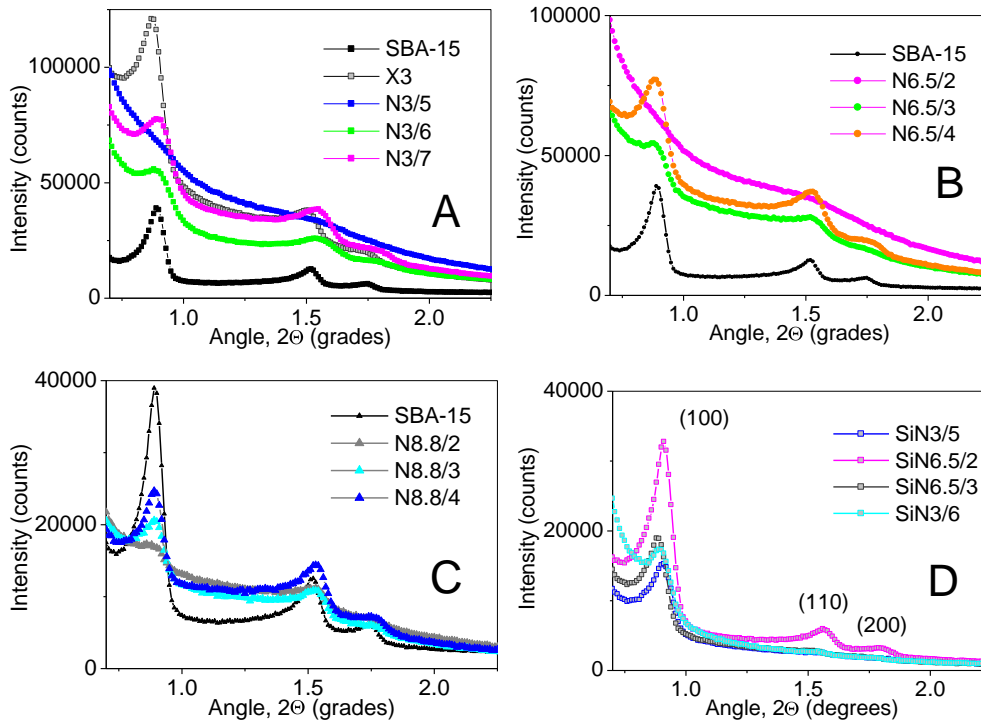 100000
50000
0
Intensity (counts)
1.0
1.5
2.0
Angle, 2Θ (grades)
SBA-15
X3
N3/5
N3/6
N3/7
A
100000
50000
0
Intensity (counts)
1.0
1.5
2.0
Angle, 2Θ (grades)
SBA-15
N6.5/2
N6.5/3
N6.5/4
B
40000
20000
0
Intensity (counts)
1.0
1.5
2.0
Angle, 2Θ (grades)
SBA-15
N8.8/2
N8.8/3
N8.8/4
C
40000
20000
0
Intensity (counts)
1.0
1.5
2.0
Angle, 2Θ (degrees)
(100)
(110)
(200)
SiN3/5
SiN6.5/2
SiN6.5/3
SiN3/6
D